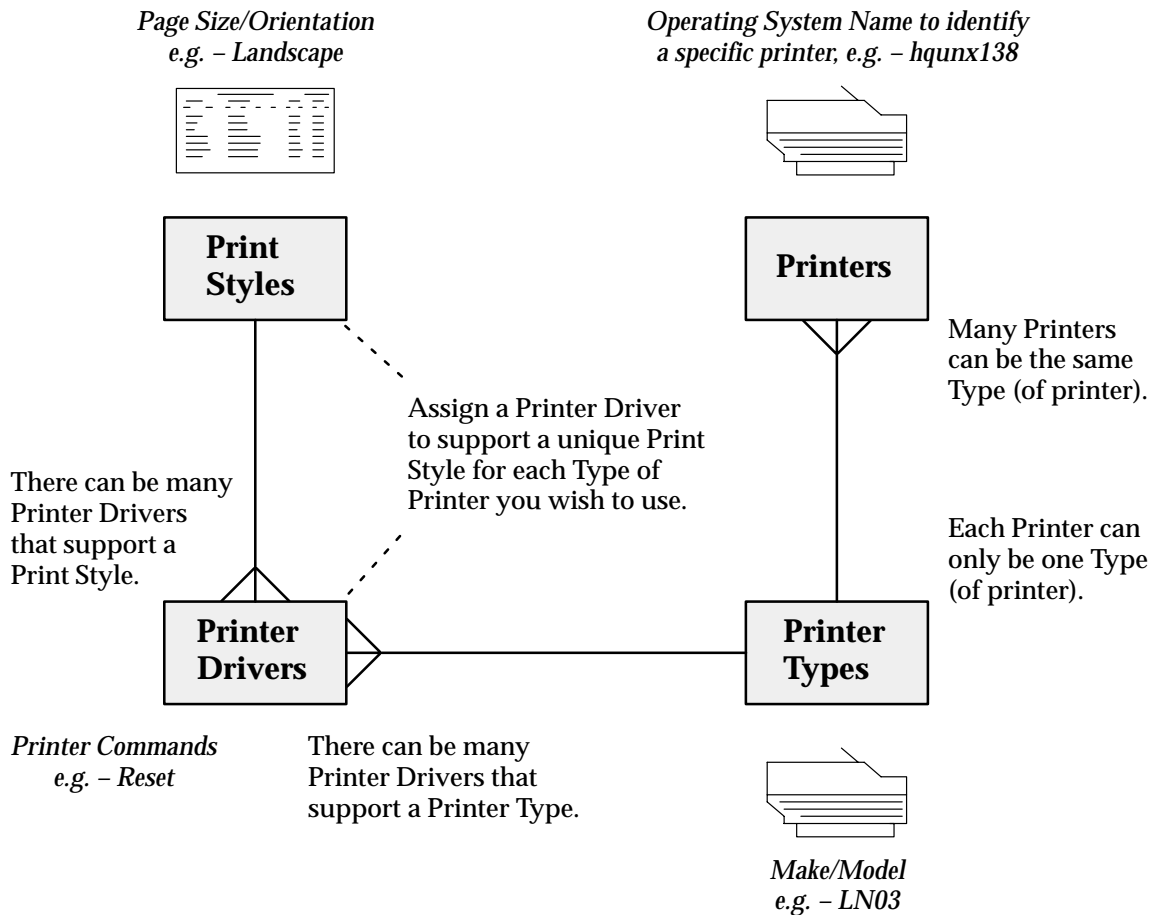 Page Size/Orientation
e.g. – Landscape
Operating System Name to identify
a specific printer, e.g. – hqunx138
Print
Styles
Printers
Many Printers
can be the same
Type (of printer).
Assign a Printer Driver
to support a unique Print
Style for each Type of
Printer you wish to use.
There can be many
Printer Drivers
that support a
Print Style.
Each Printer can
only be one Type
(of printer).
Printer
Drivers
Printer
Types
Printer Commands
e.g. – Reset
There can be many
Printer Drivers that
support a Printer Type.
Make/Model
e.g. – LN03